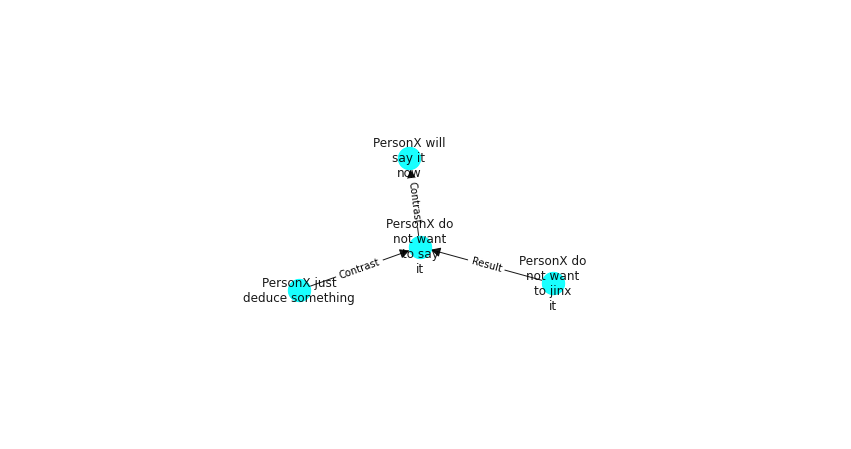 PersonX will
say it
now
Contrast
PersonX do
not want
to say
it
Contrast
Result
PersonX just
deduce something
PersonX do
not want
to jinx
it